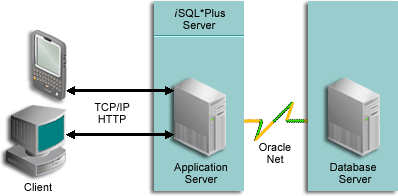 iSQL*Plus
Server
TCP/IP
HTTP
Client
Application
Server
Oracle
Net
Database
Server